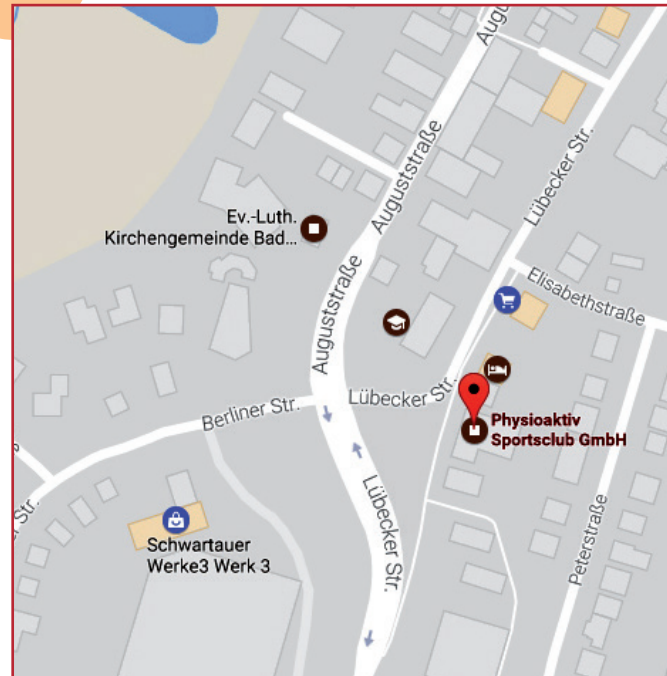 Auguststraße
Lübecker Str.
Ev.-Luth.
Kirchengemeinde Bad...
Auguststraße
Elisabethstraße
Lübecker Str.
Berliner Str.
Physioaktiv
Sportsclub GmbH
Lübecker Str.
Schwartauer
Werke3 Werk 3
Peterstraße
Str.